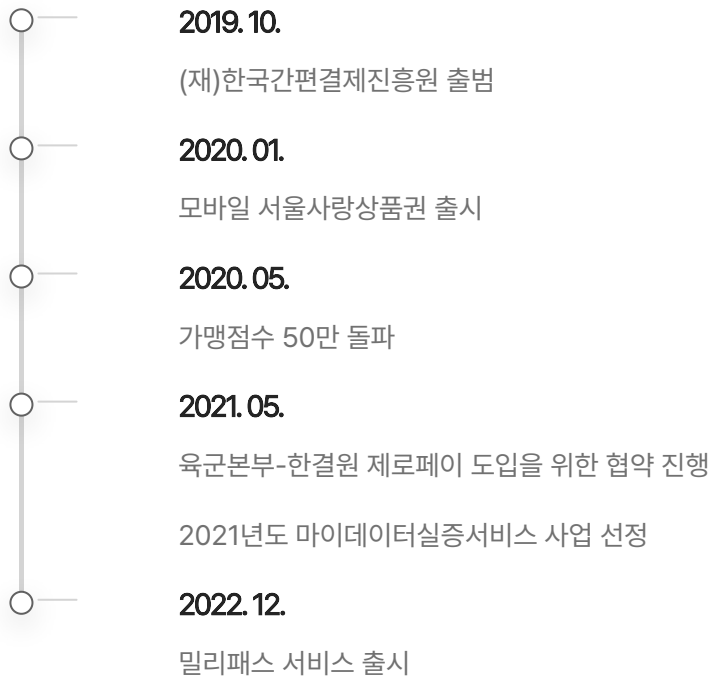 2019. 10.
(재)한국간편결제진흥원 출범
2020. 01.
모바일 서울사랑상품권 출시
2020. 05.
가맹점수 50만 돌파
2021. 05.
육군본부-한결원 제로페이 도입을 위한 협약 진행
2021년도 마이데이터실증서비스 사업 선정
2022. 12.
밀리패스 서비스 출시